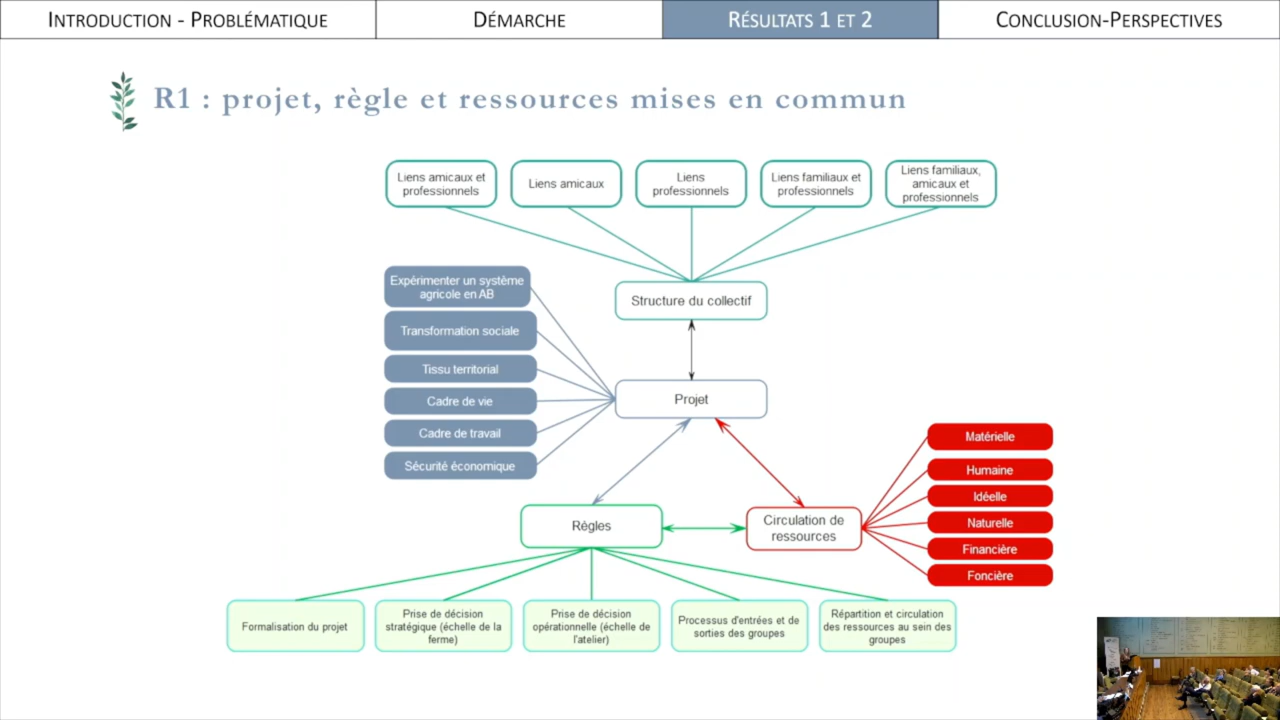 INTRODUCTION - PROBLÉMATIQUE
DÉMARCHE
RÉSULTATS 1 ET 2
CONCLUSION-PERSPECTIVES
R1 : projet, règle et ressources mises en commun
Liens amicaux et
professionnels
Liens amicaux
Liens
professionnels
Liens familiaux et
professionnels
Liens familiaux,
amicaux et
professionnels
Structure du collectif
Expérimenter un système
agricole en AB
Transformation sociale
Tissu territorial
Cadre de vie
Cadre de travail
Sécurité économique
Projet
Matérielle
Humaine
Idéelle
Naturelle
Financière
Foncière
Règles
Circulation de
ressources
Formalisation du projet
Prise de décision
stratégique (échelle de la
ferme)
Prise de décision
opérationnelle (échelle de
l'atelier)
Processus d'entrées et de
sorties des groupes
Répartition et circulation
des ressources au sein des
groupes